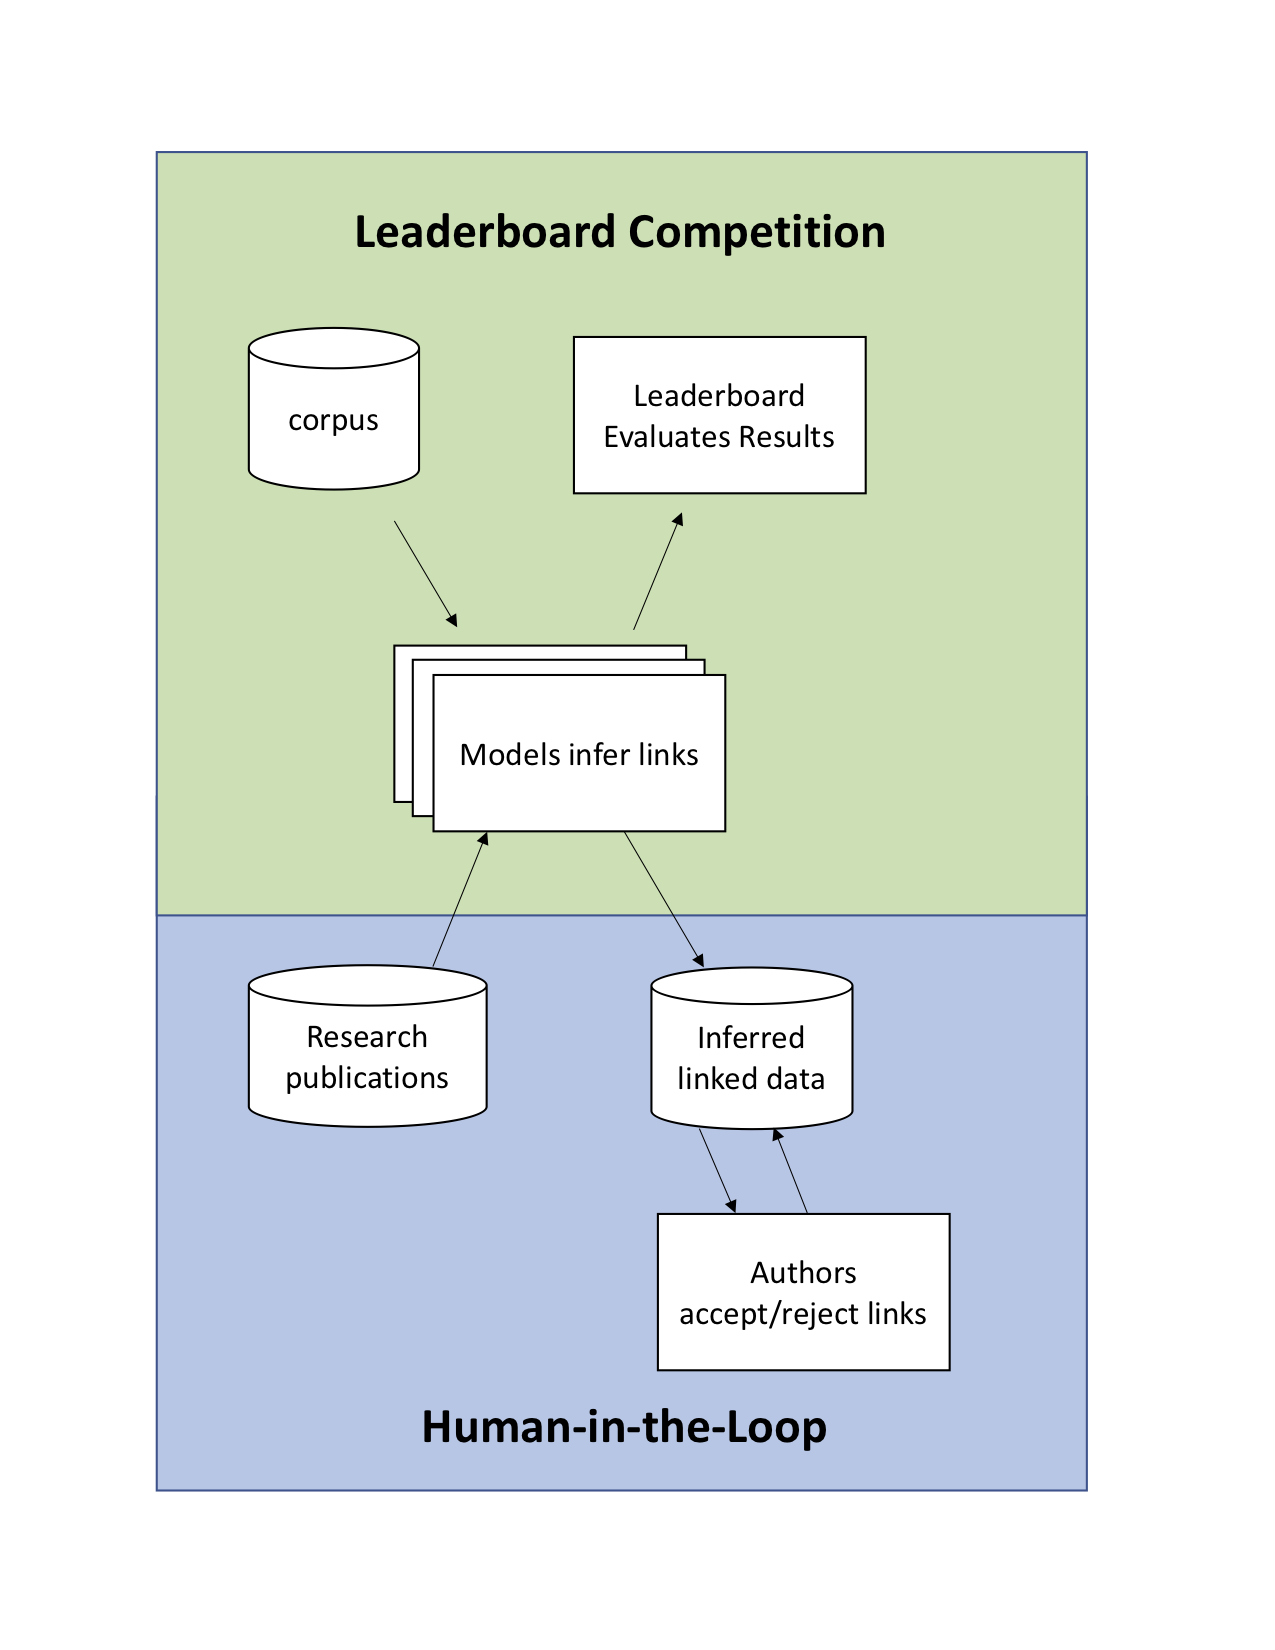 Leaderboard Competition
corpus
Leaderboard
Evaluates Results
Models infer links
Research
publications
Inferred
linked data
Authors
accept/reject links
Human-in-the-Loop